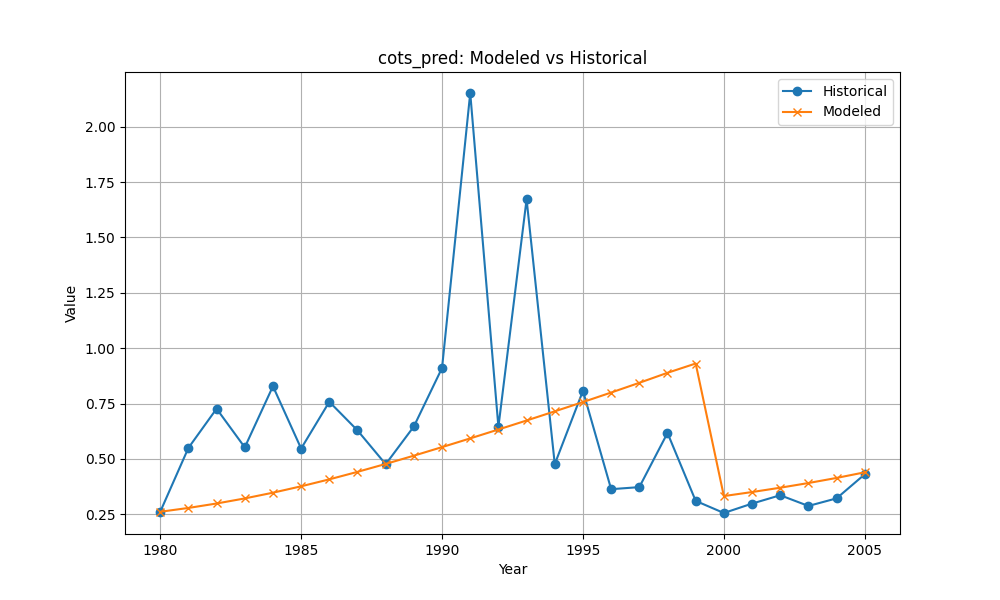 cots_pred: Modeled vs Historical
Historical
Modeled
Value
2.00
1.75
1.50
1.25
1.00
0.75
0.50
0.25
1980 1985 1990 1995 2000 2005
Year